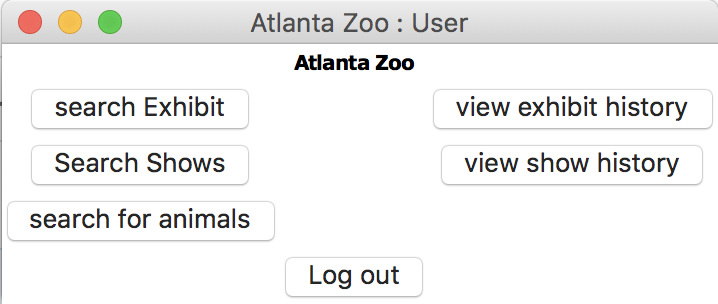 Atlanta Zoo : User
Atlanta Zoo
search Exhibit
view exhibit history
Search Shows
view show history
search for animals
Log out